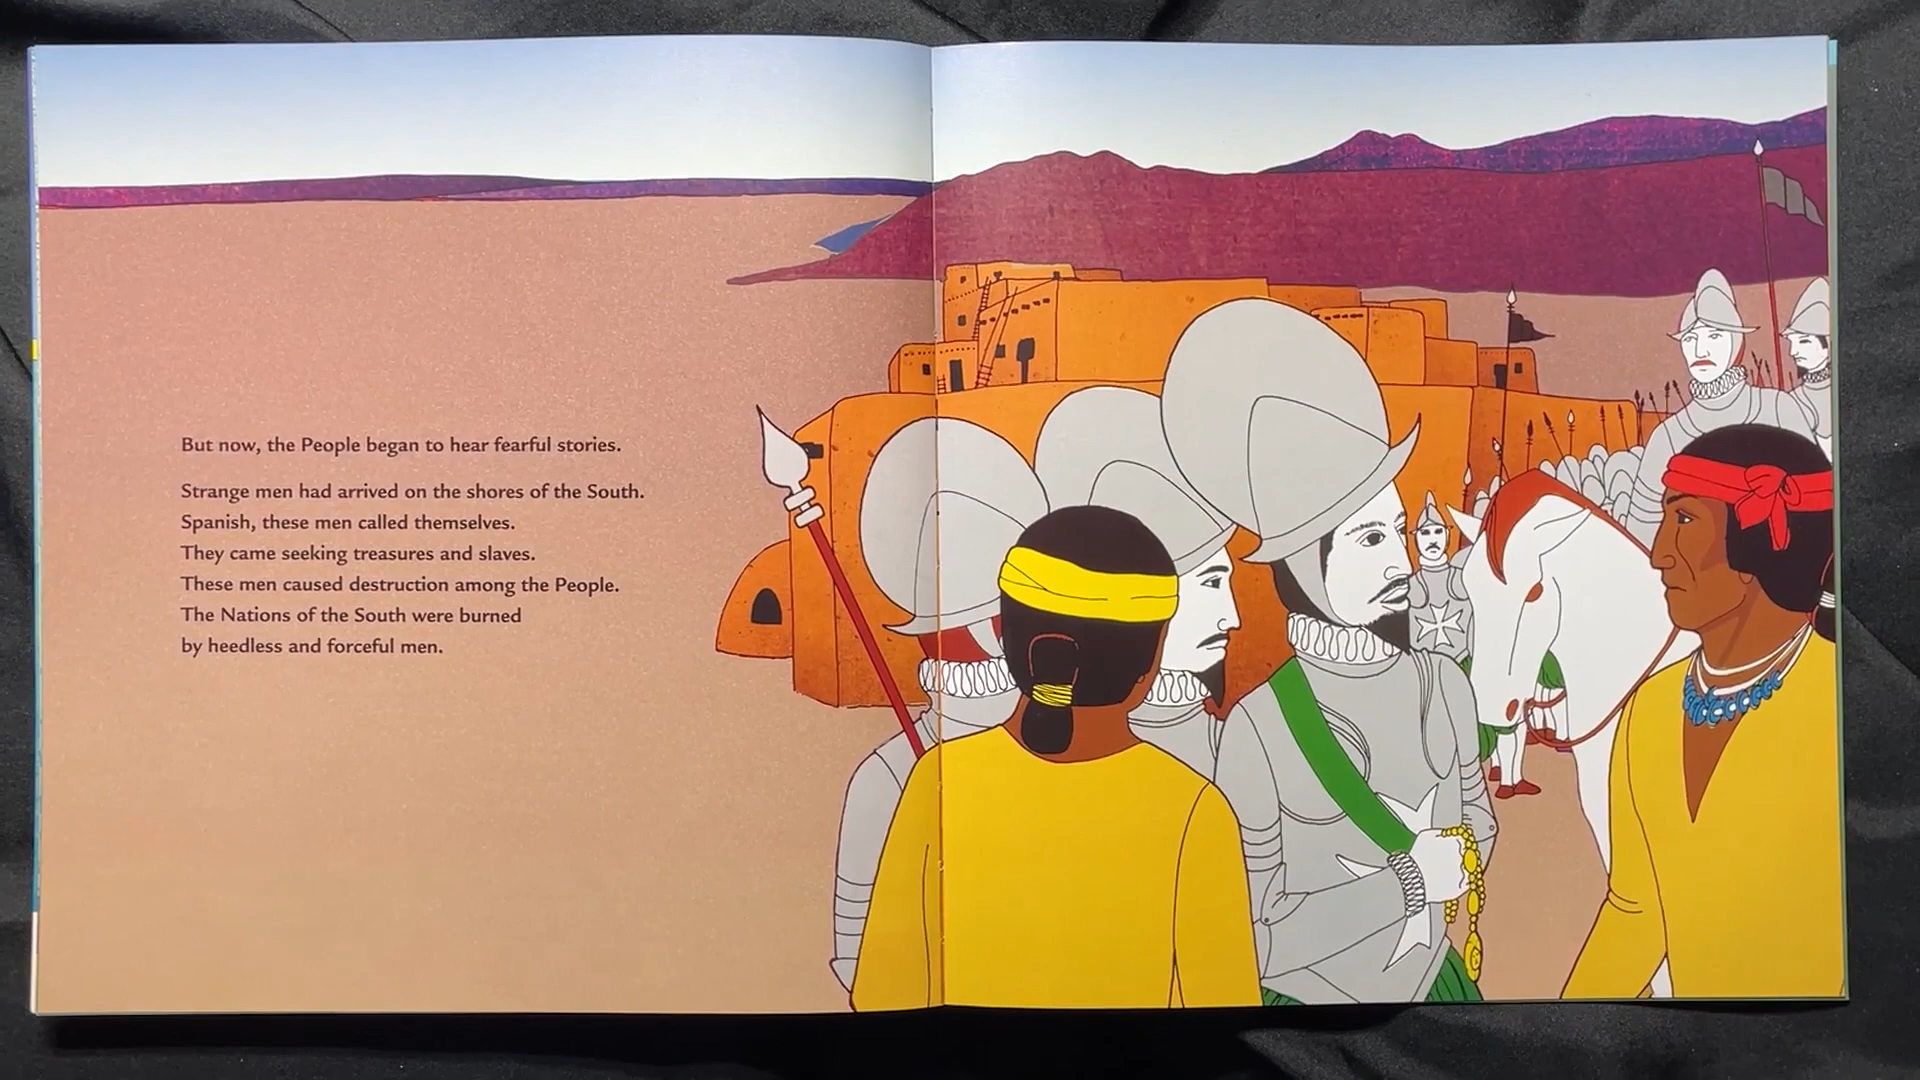 But now, the People began to hear fearful stories.
Strange men had arrived on the shores of the South.
Spanish, these men called themselves.
They came seeking treasures and slaves.
These men caused destruction among the People.
The Nations of the South were burned
by heedless and forceful men.